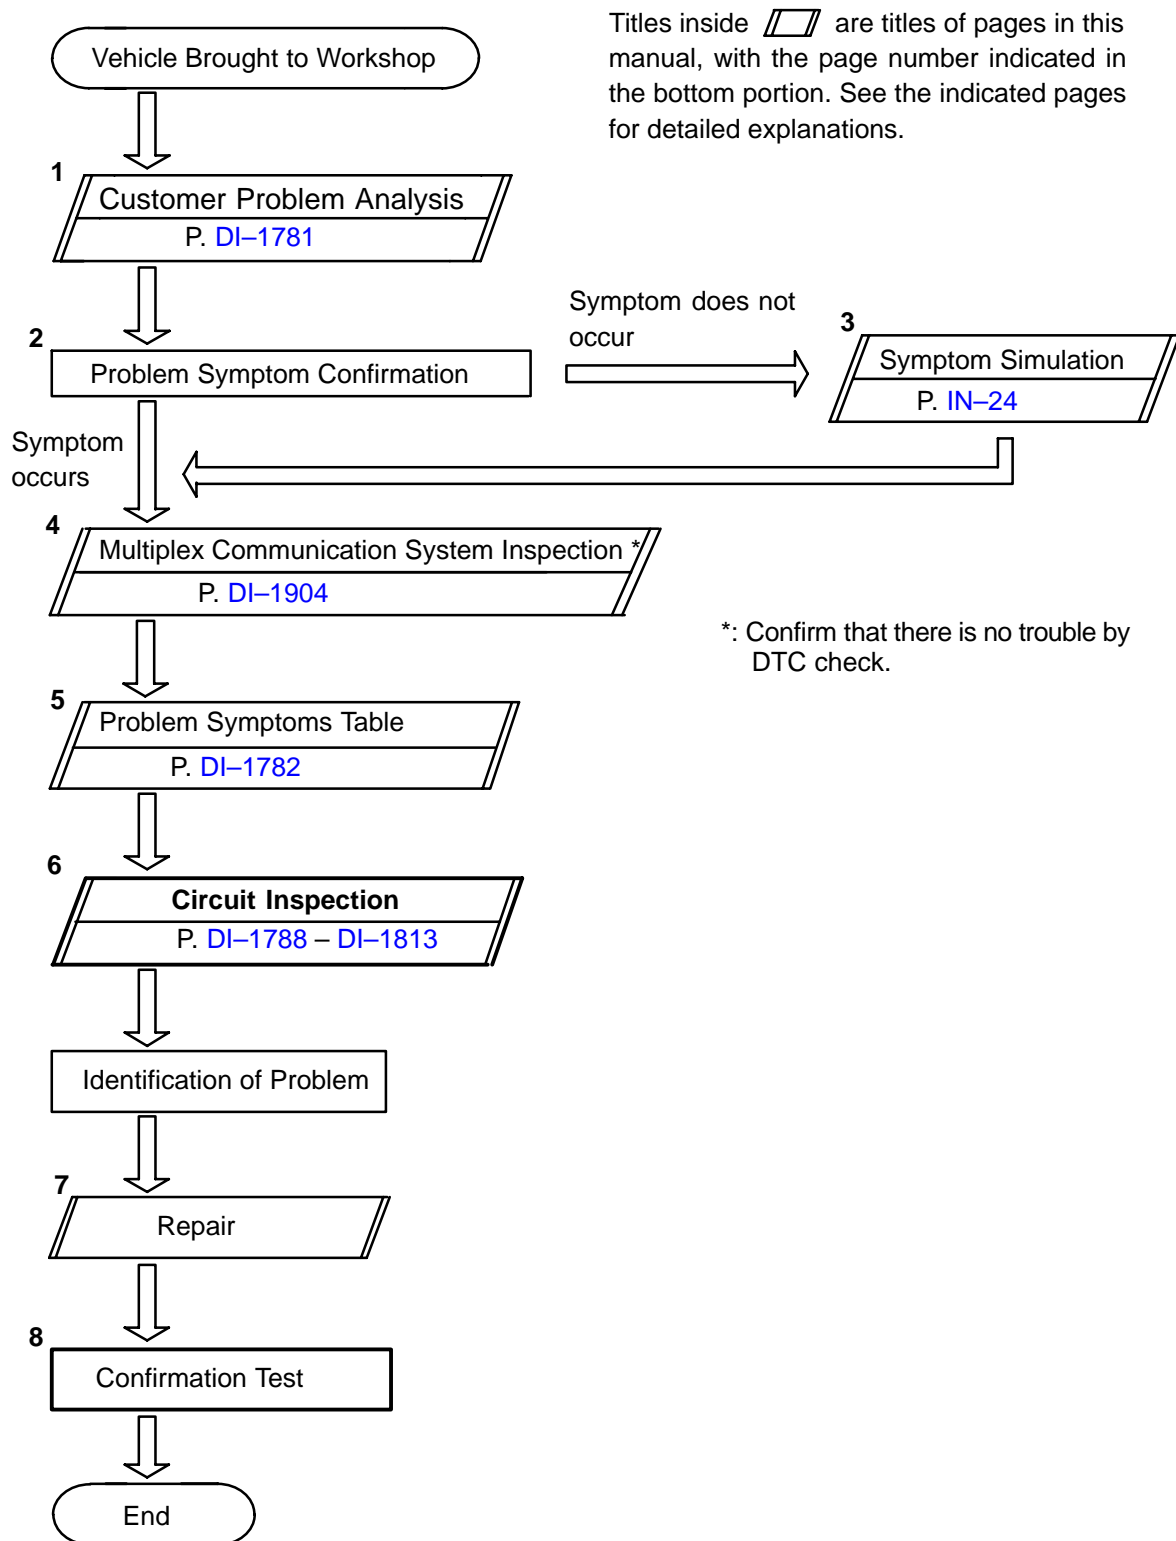 Titles inside are titles of pages in this
manual, with the page number indicated in
the bottom portion. See the indicated pages
for detailed explanations.
Vehicle Brought to Workshop
1
Customer Problem Analysis
P. DI–1781
2
Problem Symptom Confirmation
Symptom does not
occur
3
Symptom Simulation
P. IN–24
Symptom
occurs
4
Multiplex Communication System Inspection *
P. DI–1904
*: Confirm that there is no trouble by
DTC check.
5
Problem Symptoms Table
P. DI–1782
6
Circuit Inspection
P. DI–1788 – DI–1813
Identification of Problem
7
Repair
8
Confirmation Test
End